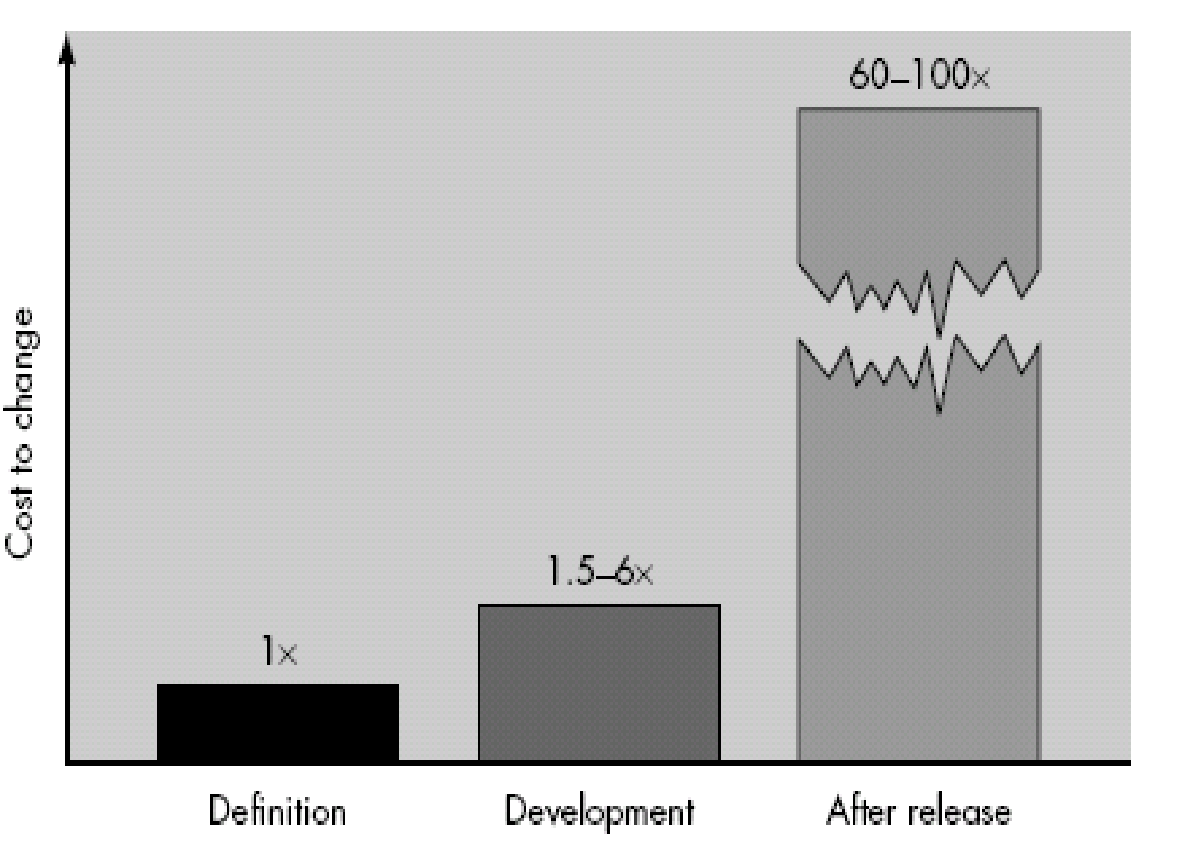 60–100×
1.5–6×
1×
Cost to change
Definition
Development
After release